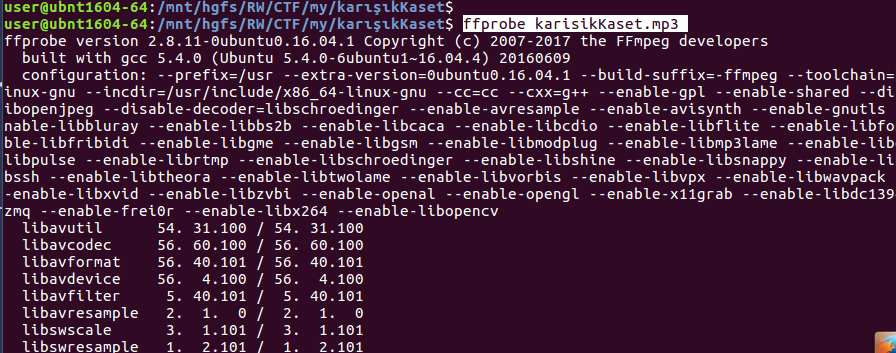 user@ubnt1604-64:/mnt/hgfs/RW/CTF/my/karışıkKaset$
user@ubnt1604-64:/mnt/hgfs/RW/CTF/my/karışıkKaset$ ffprobe karisikKaset.mp3
ffprobe version 2.8.11-0ubuntu0.16.04.1 Copyright (c) 2007-2017 the FFmpeg developers
  built with gcc 5.4.0 (Ubuntu 5.4.0-6ubuntu1~16.04.4) 20160609
  configuration: --prefix=/usr --extra-version=0ubuntu0.16.04.1 --build-suffix=-ffmpeg --toolchain=
inux-gnu --incdir=/usr/include/x86_64-linux-gnu --cc=cc --cxx=g++ --enable-gpl --enable-shared --di
ibopenjpeg --disable-decoder=libschroedinger --enable-avresample --enable-avisynth --enable-gnutls
nable-libbluray --enable-libbs2b --enable-libcaca --enable-libcdio --enable-libflite --enable-libfo
ble-libfribidi --enable-libgme --enable-libgsm --enable-libmodplug --enable-libmp3lame --enable-lib
libpulse --enable-librtmp --enable-libschroedinger --enable-libshine --enable-libsnappy --enable-li
bssh --enable-libtheora --enable-libtwolame --enable-libvorbis --enable-libvpx --enable-libwavpack
-enable-libxvid --enable-libzvbi --enable-openal --enable-opengl --enable-x11grab --enable-libdc139
zmq --enable-frei0r --enable-libx264 --enable-libopencv
  libavutil      54. 31.100 / 54. 31.100
  libavcodec     56. 60.100 / 56. 60.100
  libavformat    56. 40.101 / 56. 40.101
  libavdevice    56.  4.100 / 56.  4.100
  libavfilter     5. 40.101 /  5. 40.101
  libavresample   2.  1.  0 /  2.  1.  0
  libswscale      3.  1.101 /  3.  1.101
  libswresample   1.  2.101 /  1.  2.101